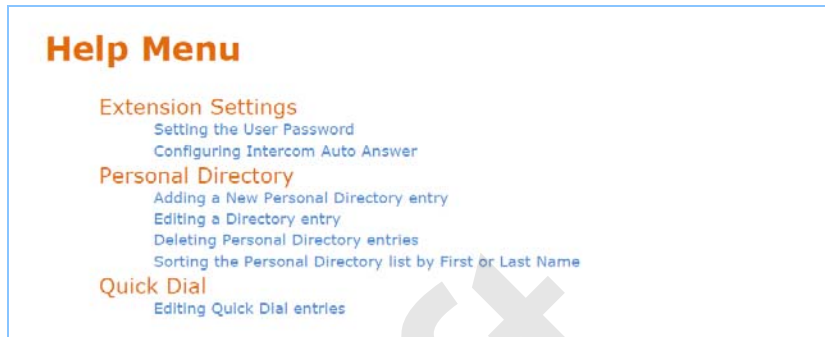 Help Menu
Extension Settings
Setting the User Password
Configuring Intercom Auto Answer
Personal Directory
Adding a New Personal Directory entry
Editing a Directory entry
Deleting Personal Directory entries
Sorting the Personal Directory list by First or Last Name
Quick Dial
Editing Quick Dial entries